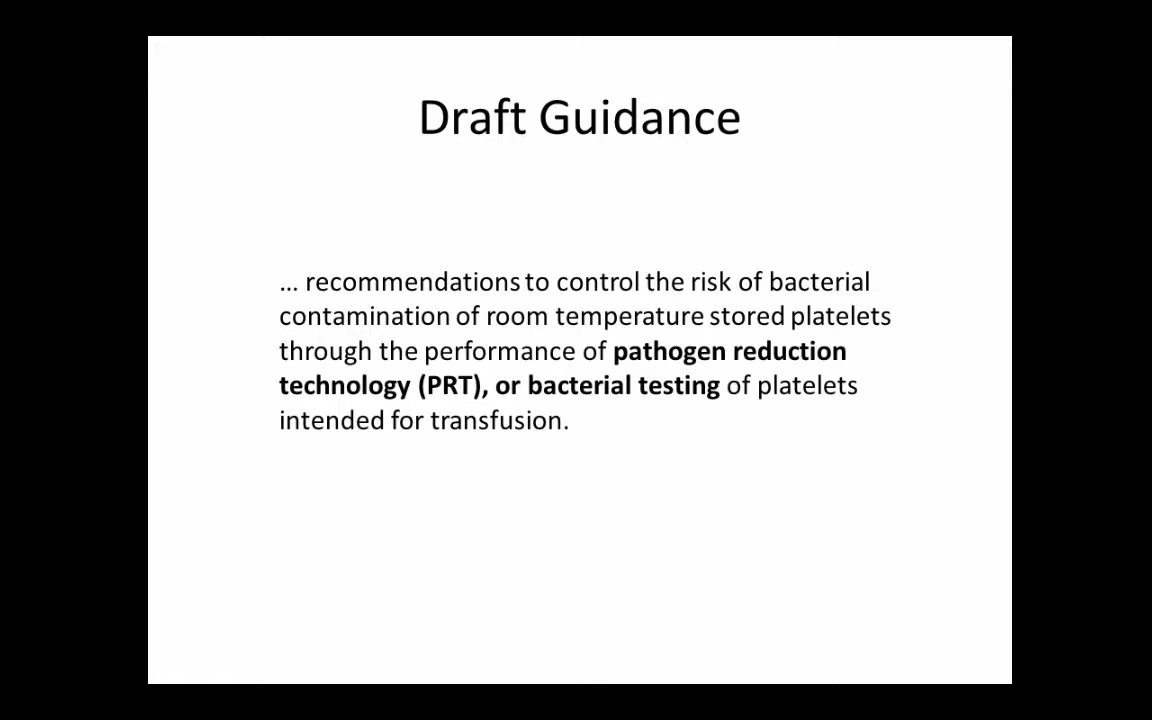 Draft Guidance
... recommendations to control the risk of bacterial
contamination of room temperature stored platelets
through the performance of pathogen reduction
technology (PRT), or bacterial testing of platelets
intended for transfusion.